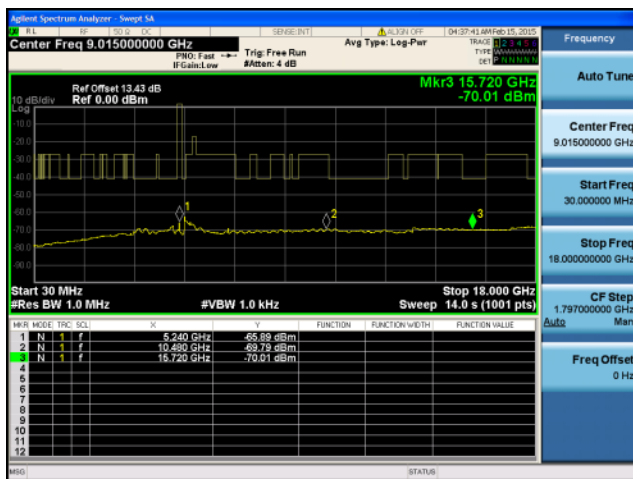 Agilent Spectrum Analyzer - Swept SA
RL RF 50 Ω DC SENSE:INT ALIGN OFF 04:37:41 AM Feb 15, 2015
Center Freq 9.015000000 GHz Avg Type: Log-Pwr TRACE 1 2 3 4 5 6
PNO: Fast Trig: Free Run TYPE
IFGain:Low #Atten: 4 dB DET P N N N N N
Ref Offset 13.43 dB Mkr3 15.720 GHz
10 dB/div Ref 0.00 dBm -70.01 dBm
Log
-10.0
-20.0
-30.0
-40.0
-50.0
-60.0
-70.0
-80.0
-90.0
1
2
3
Start 30 MHz Stop 18.000 GHz
#Res BW 1.0 MHz #VBW 1.0 kHz Sweep 14.0 s (1001 pts)
MKR MODE TRC SCL X Y FUNCTION FUNCTION WIDTH FUNCTION VALUE
1 N 1 f 5.240 GHz -65.89 dBm
2 N 1 f 10.480 GHz -69.79 dBm
3 N 1 f 15.720 GHz -70.01 dBm
4
5
6
7
8
9
10
11
12
MSG STATUS
Frequency
Auto Tune
Center Freq
9.015000000 GHz
Start Freq
30.000000 MHz
Stop Freq
18.000000000 GHz
CF Step
1.797000000 GHz
Auto Man
Freq Offset
0 Hz